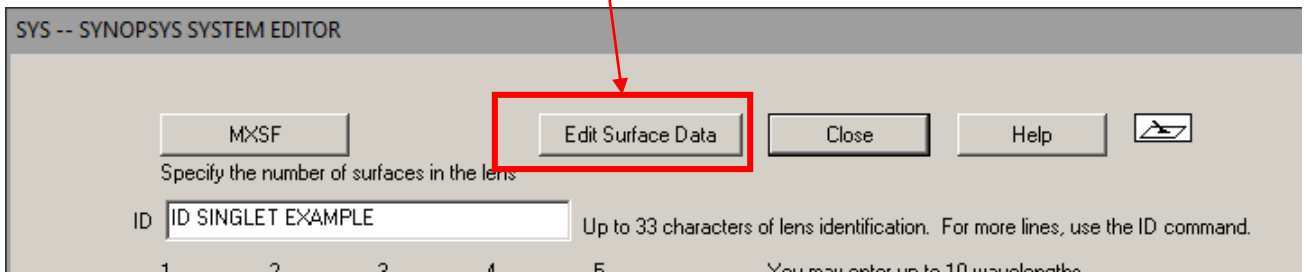 SYS -- SYNOPSYS SYSTEM EDITOR
MXSF Edit Surface Data Close Help
Specify the number of surfaces in the lens
ID ID SINGLET EXAMPLE Up to 33 characters of lens identification. For more lines, use the ID command.
1 2 3 4 5 You may enter up to 10 wavelengths